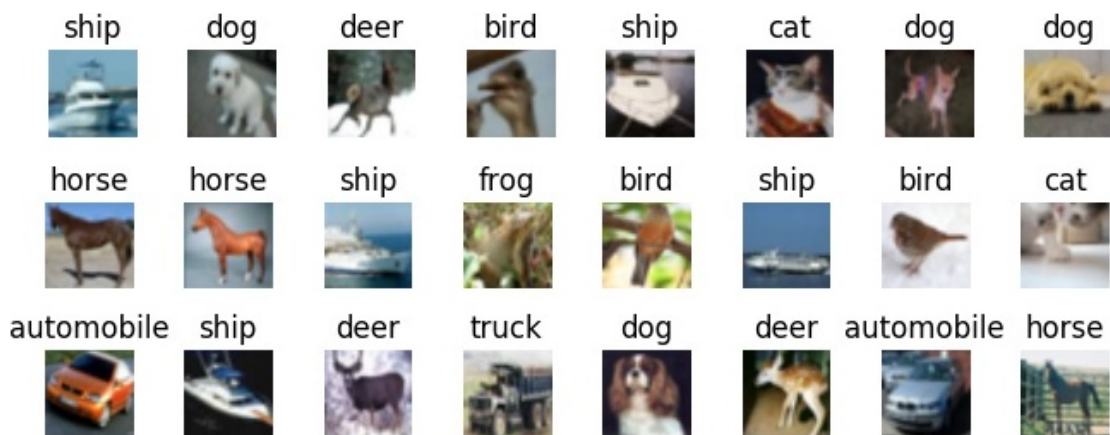 ship dog deer bird ship cat dog dog
horse horse ship frog bird ship bird cat
automobile ship deer truck dog deer automobile horse